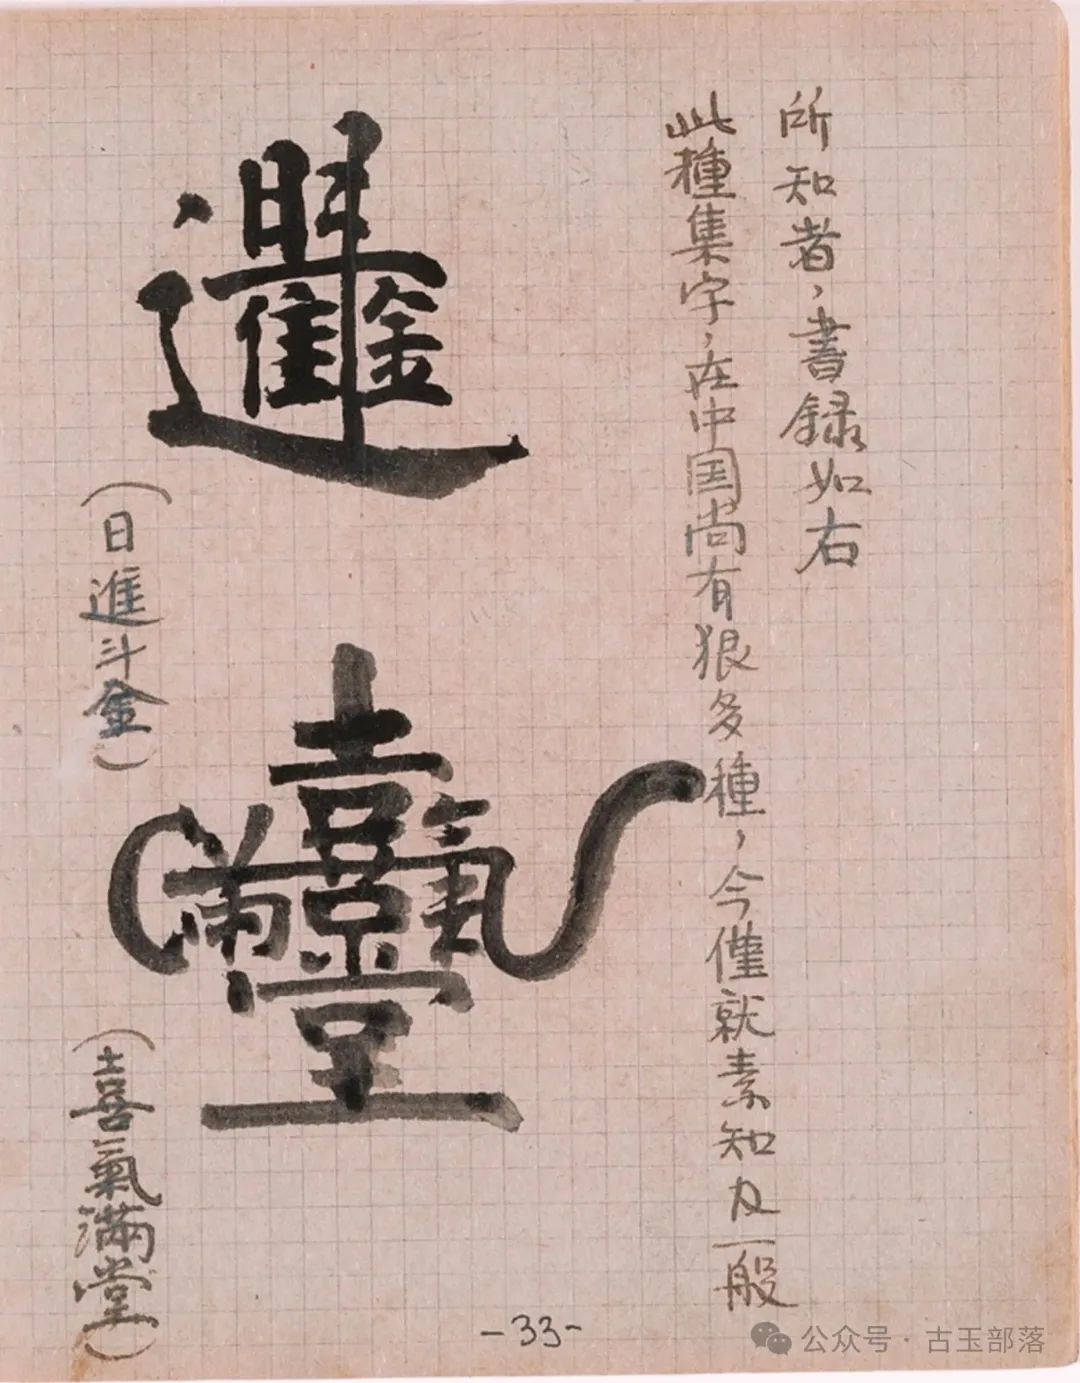 (日進斗金)
(喜氣滿堂)
此種集字，在中国尚有狠多種，今僅就素知及一般
所知者，書録如右
-33-
公众号·古玉部落